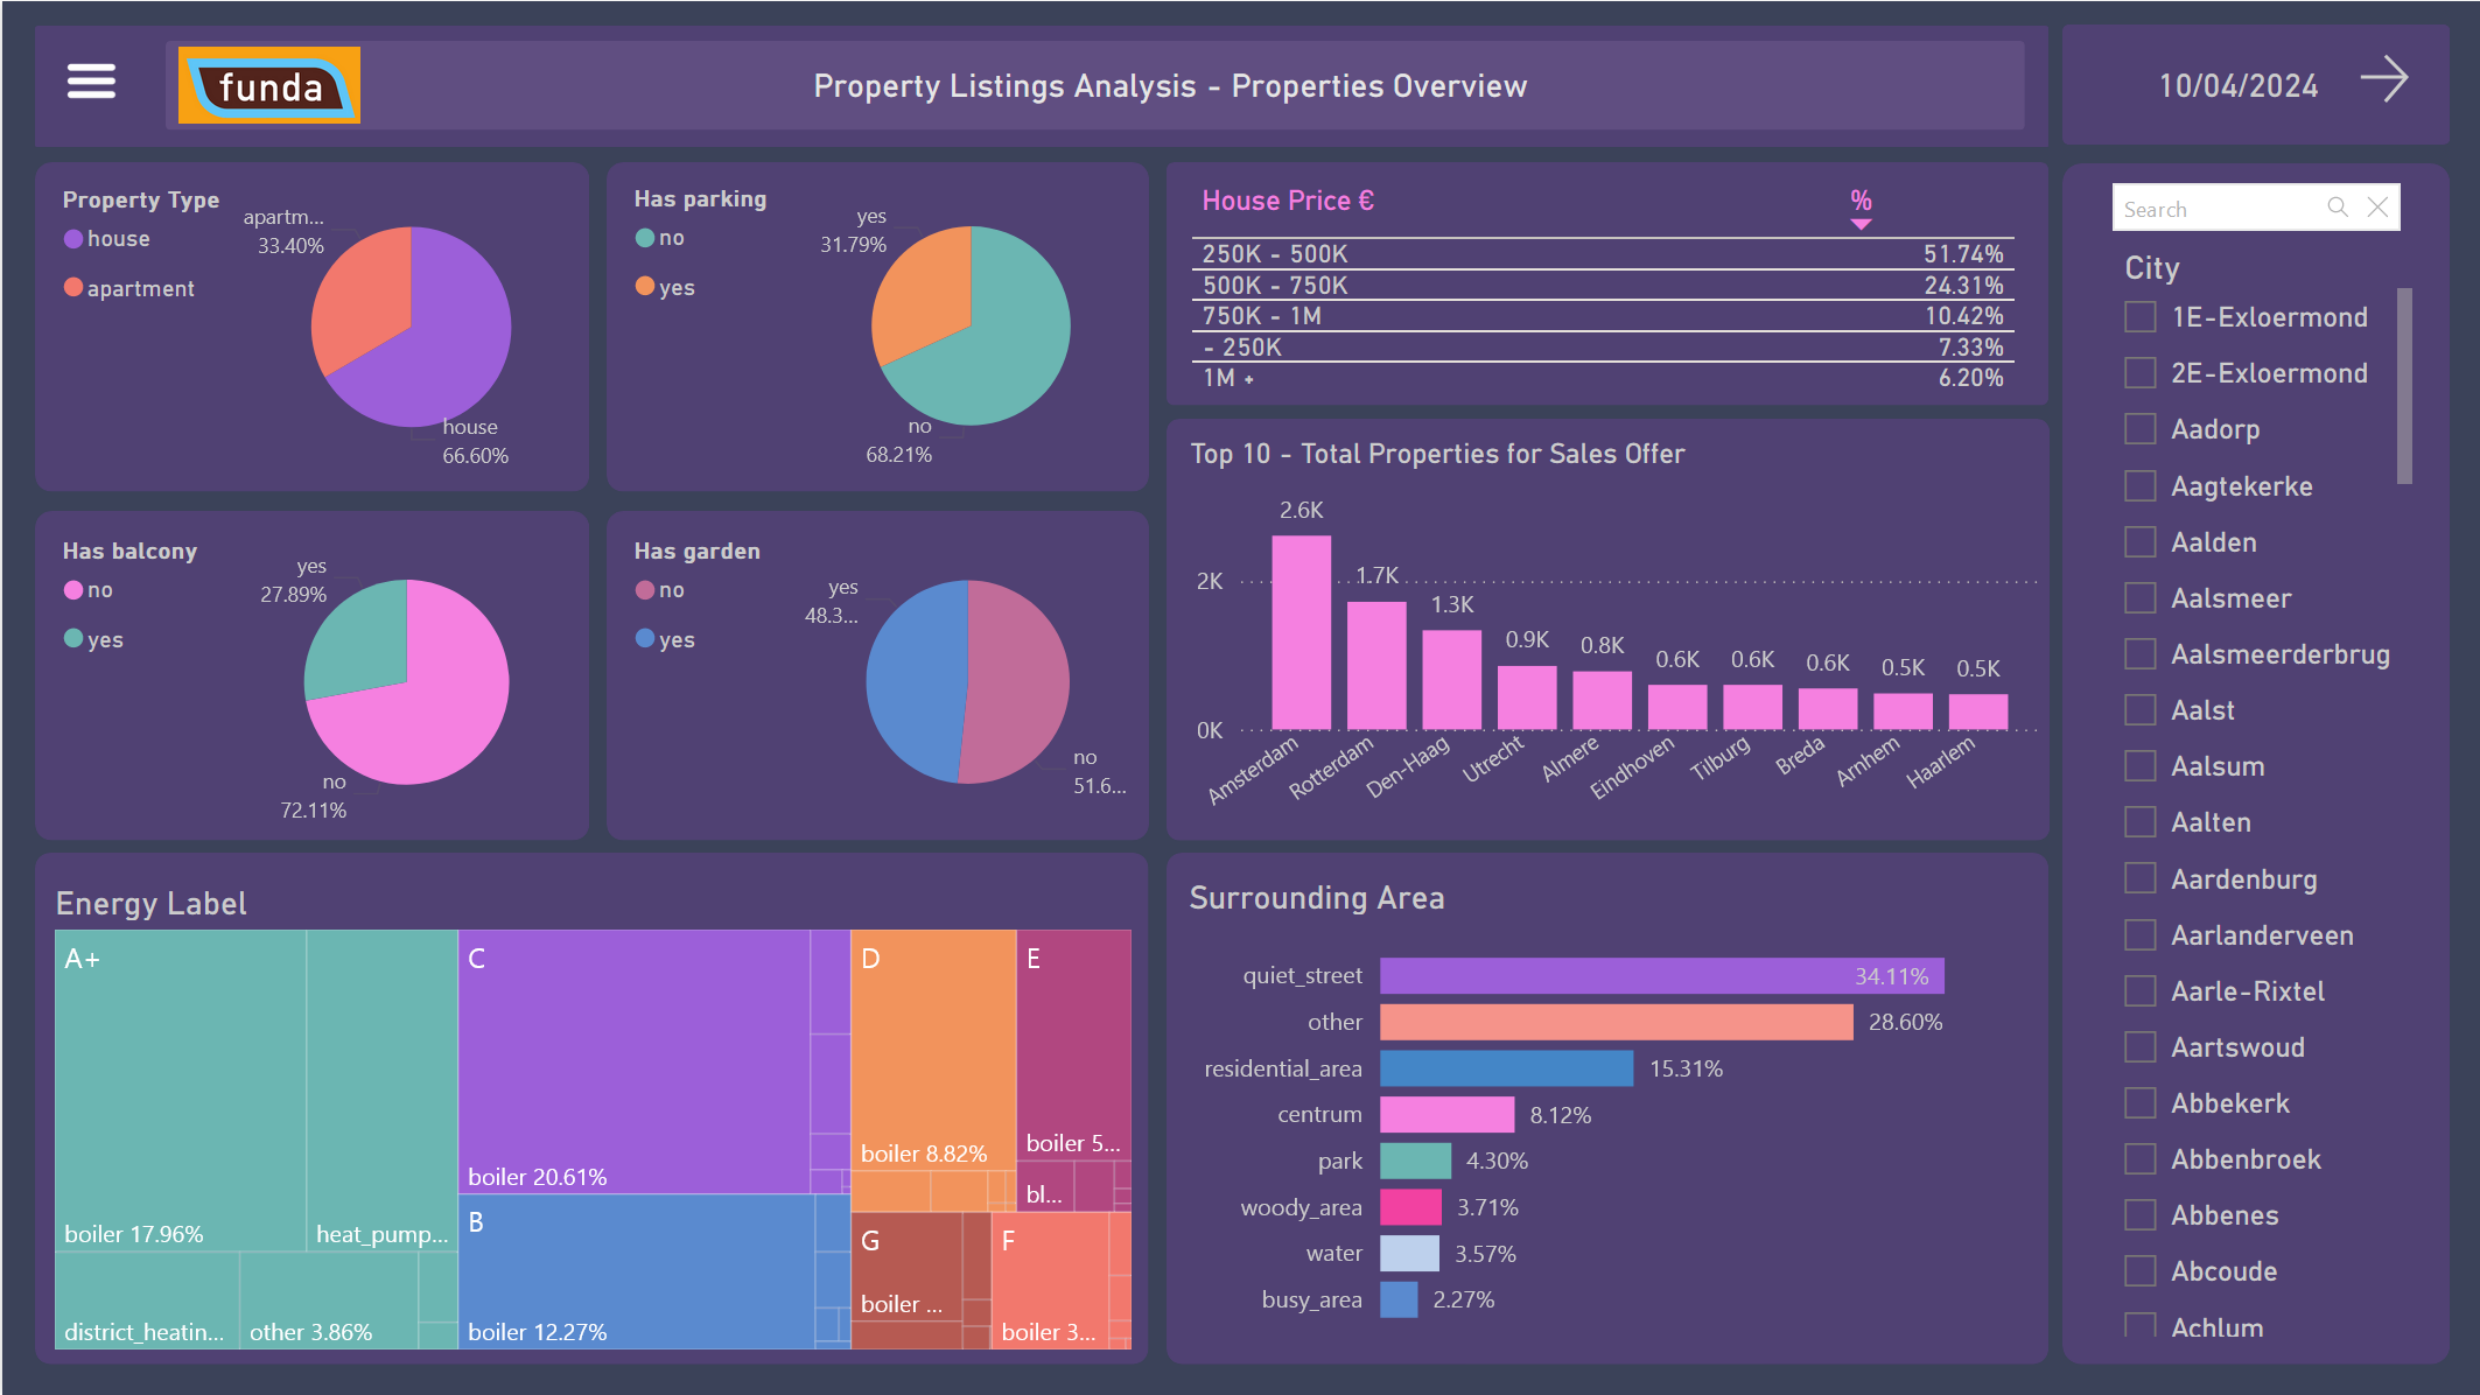 funda
Property Listings Analysis - Properties Overview
10/04/2024
Property Type
house
apartment
apartm...
33.40%
house
66.60%
Has parking
no
yes
yes
31.79%
no
68.21%
House Price € %
250K - 500K 51.74%
500K - 750K 24.31%
750K - 1M 10.42%
- 250K 7.33%
1M + 6.20%
Has balcony
no
yes
yes
27.89%
no
72.11%
Has garden
no
yes
yes
48.3...
no
51.6...
Top 10 - Total Properties for Sales Offer
2K
0K
2.6K 1.7K 1.3K 0.9K 0.8K 0.6K 0.6K 0.6K 0.5K 0.5K
Amsterdam Rotterdam Den-Haag Utrecht Almere Eindhoven Tilburg Breda Arnhem Haarlem
Energy Label
A+
boiler 17.96%
heat_pump...
district_heatin...
other 3.86%
C
boiler 20.61%
B
boiler 12.27%
D
boiler 8.82%
E
boiler 5...
bl...
G
boiler ...
F
boiler 3...
Surrounding Area
quiet_street 34.11%
other 28.60%
residential_area 15.31%
centrum 8.12%
park 4.30%
woody_area 3.71%
water 3.57%
busy_area 2.27%
Search
City
1E-Exloermond
2E-Exloermond
Aadorp
Aagtekerke
Aalden
Aalsmeer
Aalsmeerderbrug
Aalst
Aalsum
Aalten
Aardenburg
Aarlanderveen
Aarle-Rixtel
Aartswoud
Abbekerk
Abbenbroek
Abbenes
Abcoude
Achlum